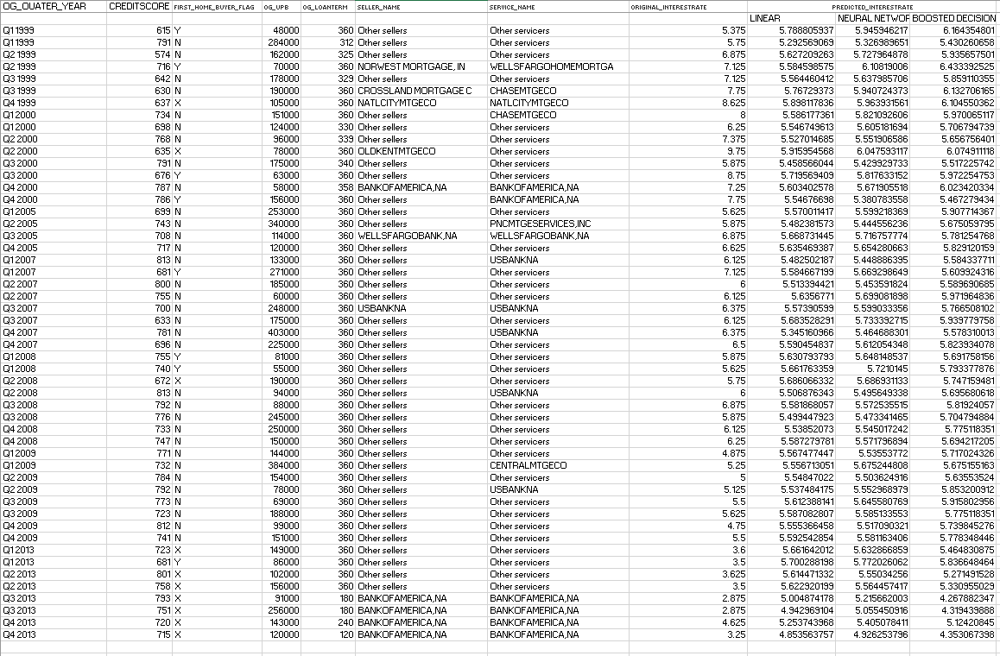 OG_QUATER_YEAR CREDITSCORE FIRST_HOME_BUYER_FLAG OG_UPB OG_LOANTERM SELLER_NAME SERVICE_NAME ORIGINAL_INTERESTRATE PREDICTED_INTERESTRATE
LINEAR NEURAL NETWOR BOOSTED DECISION
Q1 1999 615 Y 48000 360 Other sellers Other servicers 5.375 5.788805937 5.945946217 6.164354801
Q1 1999 791 N 284000 312 Other sellers Other servicers 5.75 5.292569069 5.326989651 5.430260658
Q2 1999 574 N 162000 325 Other sellers Other servicers 6.875 5.627209263 5.727964878 5.935657501
Q2 1999 716 Y 70000 360 NORWEST MORTGAGE, IN WELLSFARGOHOMEMORTGA 7.125 5.584598575 6.10819006 6.433392525
Q3 1999 642 N 178000 329 Other sellers Other servicers 7.125 5.564460412 5.637985706 5.859110355
Q3 1999 630 N 190000 360 CROSSLAND MORTGAGE C CHASEMTGECO 7.75 5.76729373 5.940724373 6.132706165
Q4 1999 637 X 105000 360 NATLCITYMTGECO NATLCITYMTGECO 8.625 5.898117836 5.963931561 6.104550362
Q1 2000 734 N 151000 360 Other sellers CHASEMTGECO 8 5.586177361 5.821092606 5.970065117
Q1 2000 698 N 124000 330 Other sellers Other servicers 6.25 5.546749613 5.605181694 5.706794739
Q2 2000 768 N 96000 339 Other sellers Other servicers 7.375 5.527014685 5.551906586 5.656756401
Q2 2000 635 X 78000 360 OLDKENTMTGECO Other servicers 9.75 5.915954568 6.047593117 6.074911118
Q3 2000 791 N 175000 340 Other sellers Other servicers 5.875 5.458566044 5.429929733 5.517225742
Q3 2000 676 Y 63000 360 Other sellers Other servicers 8.75 5.719569409 5.817633152 5.972254753
Q4 2000 787 N 58000 358 BANKOFAMERICA,NA BANKOFAMERICA,NA 7.25 5.603402578 5.671905518 6.023420334
Q4 2000 786 Y 156000 360 BANKOFAMERICA,NA BANKOFAMERICA,NA 7.75 5.54676698 5.380783558 5.467279434
Q1 2005 699 N 253000 360 Other sellers Other servicers 5.625 5.570011417 5.599218369 5.907714367
Q2 2005 743 N 340000 360 Other sellers PNCMTGESERVICES,INC 5.875 5.482381573 5.444556236 5.675059795
Q3 2005 708 N 114000 360 WELLSFARGOBANK,NA WELLSFARGOBANK,NA 6.875 5.668731445 5.716757774 5.781254768
Q4 2005 717 N 120000 360 Other sellers Other servicers 6.625 5.635469387 5.654280663 5.829120159
Q1 2007 813 N 133000 360 Other sellers USBANKNA 6.125 5.482502187 5.448886395 5.584337711
Q1 2007 681 Y 271000 360 Other sellers Other servicers 7.125 5.584667199 5.669298649 5.609924316
Q2 2007 800 N 185000 360 Other sellers Other servicers 6 5.513394421 5.453591824 5.589690685
Q2 2007 755 N 60000 360 Other sellers Other servicers 6.125 5.6356771 5.699081898 5.971964836
Q3 2007 700 N 248000 360 USBANKNA USBANKNA 6.375 5.57390599 5.599033356 5.766508102
Q3 2007 633 N 175000 360 Other sellers Other servicers 6.125 5.683528291 5.733392715 5.939779758
Q4 2007 781 N 403000 360 Other sellers USBANKNA 6.375 5.345160966 5.464688301 5.578310013
Q4 2007 696 N 225000 360 Other sellers Other servicers 6.5 5.590454837 5.612054348 5.823934078
Q1 2008 755 Y 81000 360 Other sellers Other servicers 5.875 5.630793793 5.648148537 5.691758156
Q1 2008 740 Y 55000 360 Other sellers Other servicers 5.625 5.661763359 5.7210145 5.793377876
Q2 2008 672 X 190000 360 Other sellers Other servicers 5.75 5.686066332 5.686931133 5.747159481
Q2 2008 813 N 94000 360 Other sellers USBANKNA 6 5.506876343 5.495649338 5.695680618
Q3 2008 792 N 88000 360 Other sellers Other servicers 6.875 5.581868057 5.572535515 5.81924057
Q3 2008 776 N 245000 360 Other sellers Other servicers 5.875 5.499447923 5.473341465 5.704794884
Q4 2008 733 N 250000 360 Other sellers Other servicers 6.125 5.53852073 5.545017242 5.775118351
Q4 2008 747 N 150000 360 Other sellers Other servicers 6.25 5.587279781 5.571796894 5.694217205
Q1 2009 771 N 144000 360 Other sellers Other servicers 4.875 5.567477447 5.53553772 5.717024326
Q1 2009 732 N 384000 360 Other sellers CENTRALMTGECO 5.25 5.556713051 5.675244808 5.675155163
Q2 2009 784 N 154000 360 Other sellers Other servicers 5 5.54847022 5.503624916 5.63553524
Q2 2009 792 N 78000 360 Other sellers USBANKNA 5.125 5.537484175 5.552968979 5.853200912
Q3 2009 773 N 69000 360 Other sellers Other servicers 5.5 5.612388141 5.645580769 5.915802956
Q3 2009 723 N 188000 360 Other sellers Other servicers 5.625 5.587082807 5.585133553 5.775118351
Q4 2009 812 N 99000 360 Other sellers Other servicers 4.75 5.555366458 5.517090321 5.739845276
Q4 2009 741 N 151000 360 Other sellers Other servicers 5.5 5.592542854 5.581163406 5.778348446
Q1 2013 723 X 149000 360 Other sellers Other servicers 3.6 5.661642012 5.632866859 5.464830875
Q1 2013 681 Y 86000 360 Other sellers Other servicers 3.5 5.700288198 5.772026062 5.836648464
Q2 2013 801 X 102000 360 Other sellers Other servicers 3.625 5.614471332 5.55034256 5.271491528
Q2 2013 758 X 156000 360 Other sellers Other servicers 3.5 5.622920199 5.564457417 5.330955029
Q3 2013 793 X 91000 180 BANKOFAMERICA,NA BANKOFAMERICA,NA 2.875 5.004874178 5.215662003 4.267882347
Q3 2013 751 X 256000 180 BANKOFAMERICA,NA BANKOFAMERICA,NA 2.875 4.942969104 5.055450916 4.319439888
Q4 2013 720 X 143000 240 BANKOFAMERICA,NA BANKOFAMERICA,NA 4.625 5.253743968 5.405078411 5.12420845
Q4 2013 715 X 120000 120 BANKOFAMERICA,NA BANKOFAMERICA,NA 3.25 4.853563757 4.926253796 4.353067398